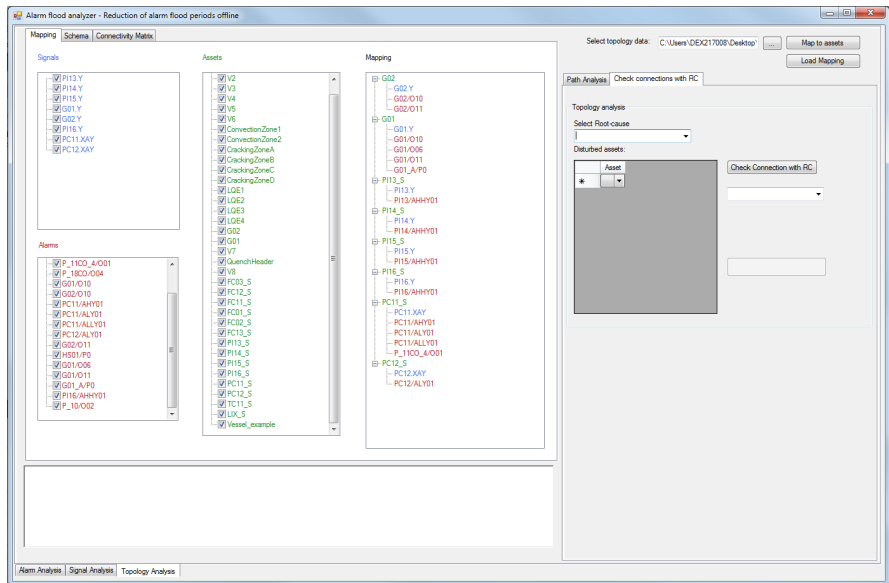 Alarm flood analyzer - Reduction of alarm flood periods offline
Mapping Schema Connectivity Matrix
Signals
PI13.Y
PI14.Y
PI15.Y
G01.Y
G02.Y
PI16.Y
PC11.XAY
PC12.XAY
Alarms
P_11CO_4/O01
P_18CO/O04
G01/O10
G02/O10
PC11/AHY01
PC11/ALY01
PC11/ALLY01
PC12/ALY01
G02/O11
HS01/P0
G01/O06
G01/O11
G01_A/P0
PI16/AHHY01
P_10/O02
Assets
V2
V3
V4
V5
V6
ConvectionZone1
ConvectionZone2
CrackingZoneA
CrackingZoneB
CrackingZoneC
CrackingZoneD
LQE1
LQE2
LQE3
LQE4
G02
G01
V7
QuenchHeader
V8
FC03_S
FC12_S
FC11_S
FC01_S
FC02_S
FC13_S
PI13_S
PI14_S
PI15_S
PI16_S
PC11_S
PC12_S
TC11_S
LIX_S
Vessel_example
Mapping
G02
G02.Y
G02/O10
G02/O11
G01
G01.Y
G01/O10
G01/O06
G01/O11
G01_A/P0
PI13_S
PI13.Y
PI13/AHHY01
PI14_S
PI14.Y
PI14/AHHY01
PI15_S
PI15.Y
PI15/AHHY01
PI16_S
PI16.Y
PI16/AHHY01
PC11_S
PC11.XAY
PC11/AHY01
PC11/ALY01
PC11/ALLY01
P_11CO_4/O01
PC12_S
PC12.XAY
PC12/ALY01
Select topology data: C:\Users\DEX217008\Desktop\ ... Map to assets
Load Mapping
Path Analysis Check connections with RC
Topology analysis
Select Root-cause
Disturbed assets:
Asset
Check Connection with RC
Alarm Analysis Signal Analysis Topology Analysis